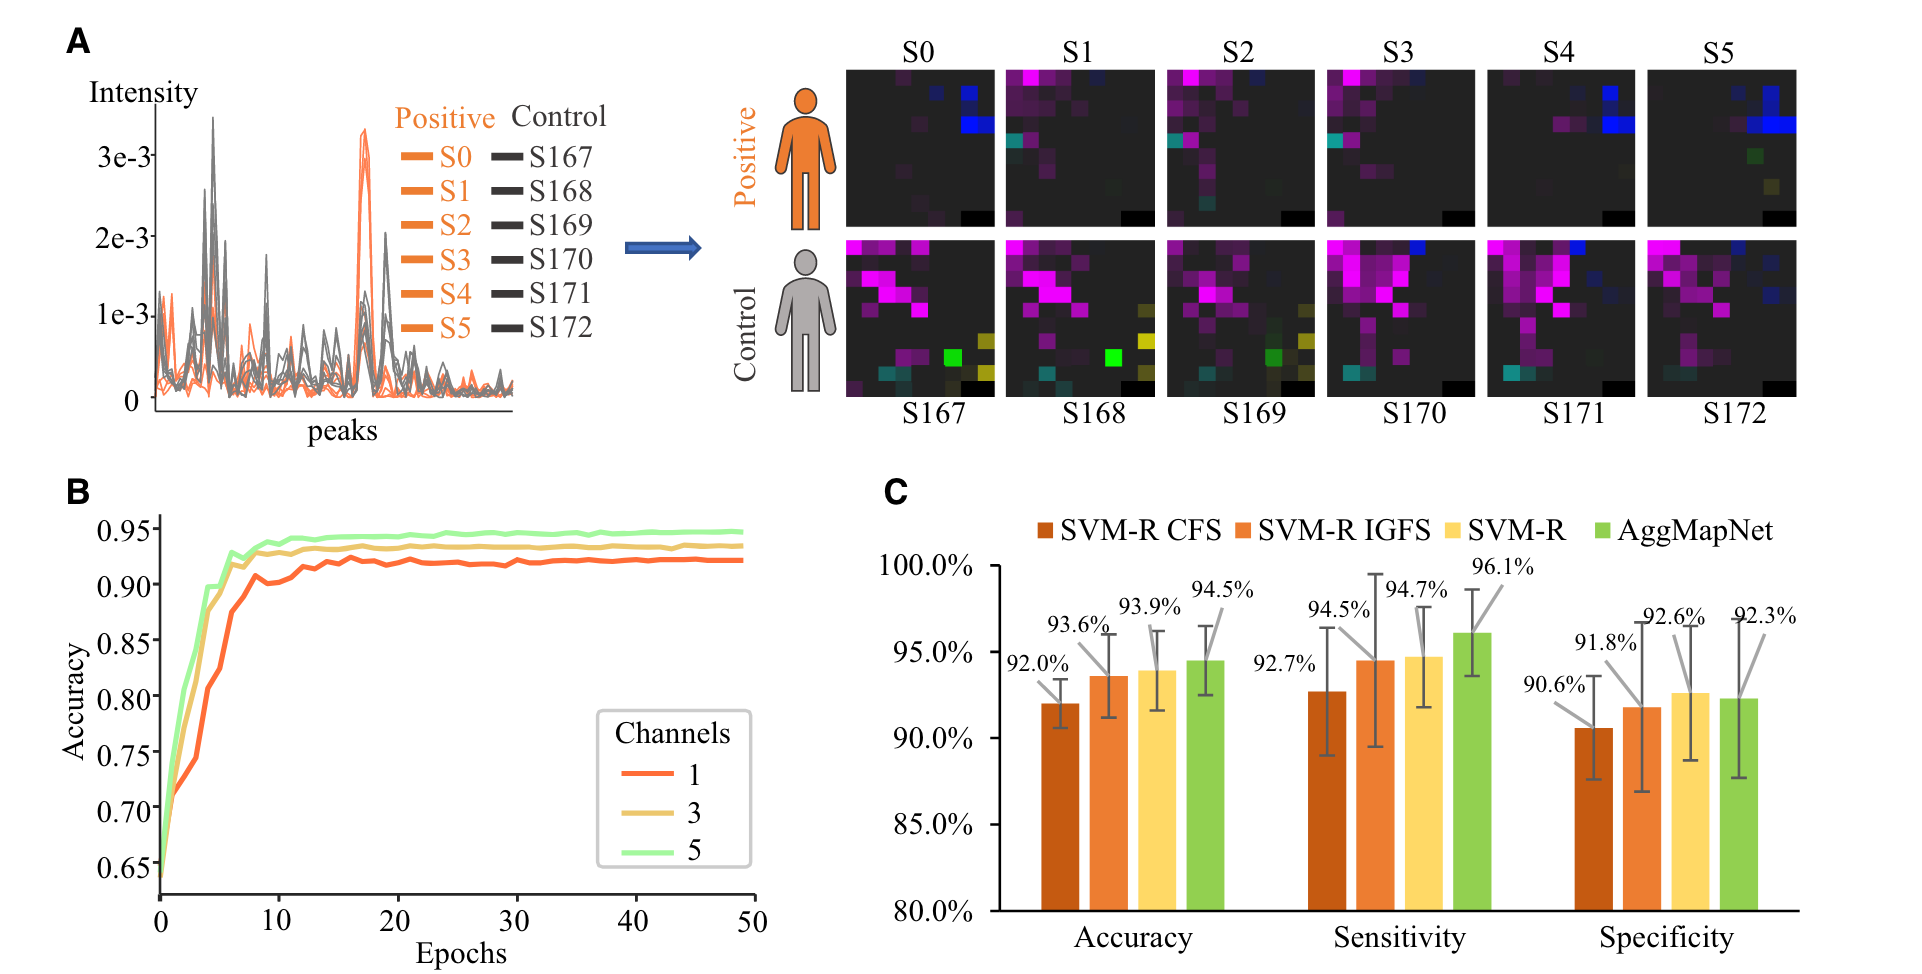 A
Intensity
3e-3
2e-3
1e-3
0
peaks
Positive Control
S0 S167
S1 S168
S2 S169
S3 S170
S4 S171
S5 S172
S0 S1 S2 S3 S4 S5
Positive
Control
S167 S168 S169 S170 S171 S172
B
Accuracy
0.95
0.90
0.85
0.80
0.75
0.70
0.65
0 10 20 30 40 50
Epochs
Channels
1
3
5
C
SVM-R CFS SVM-R IGFS SVM-R AggMapNet
100.0%
95.0%
90.0%
85.0%
80.0%
92.0% 93.6% 93.9% 94.5%
92.7% 94.5% 94.7% 96.1%
90.6% 91.8% 92.6% 92.3%
Accuracy Sensitivity Specificity